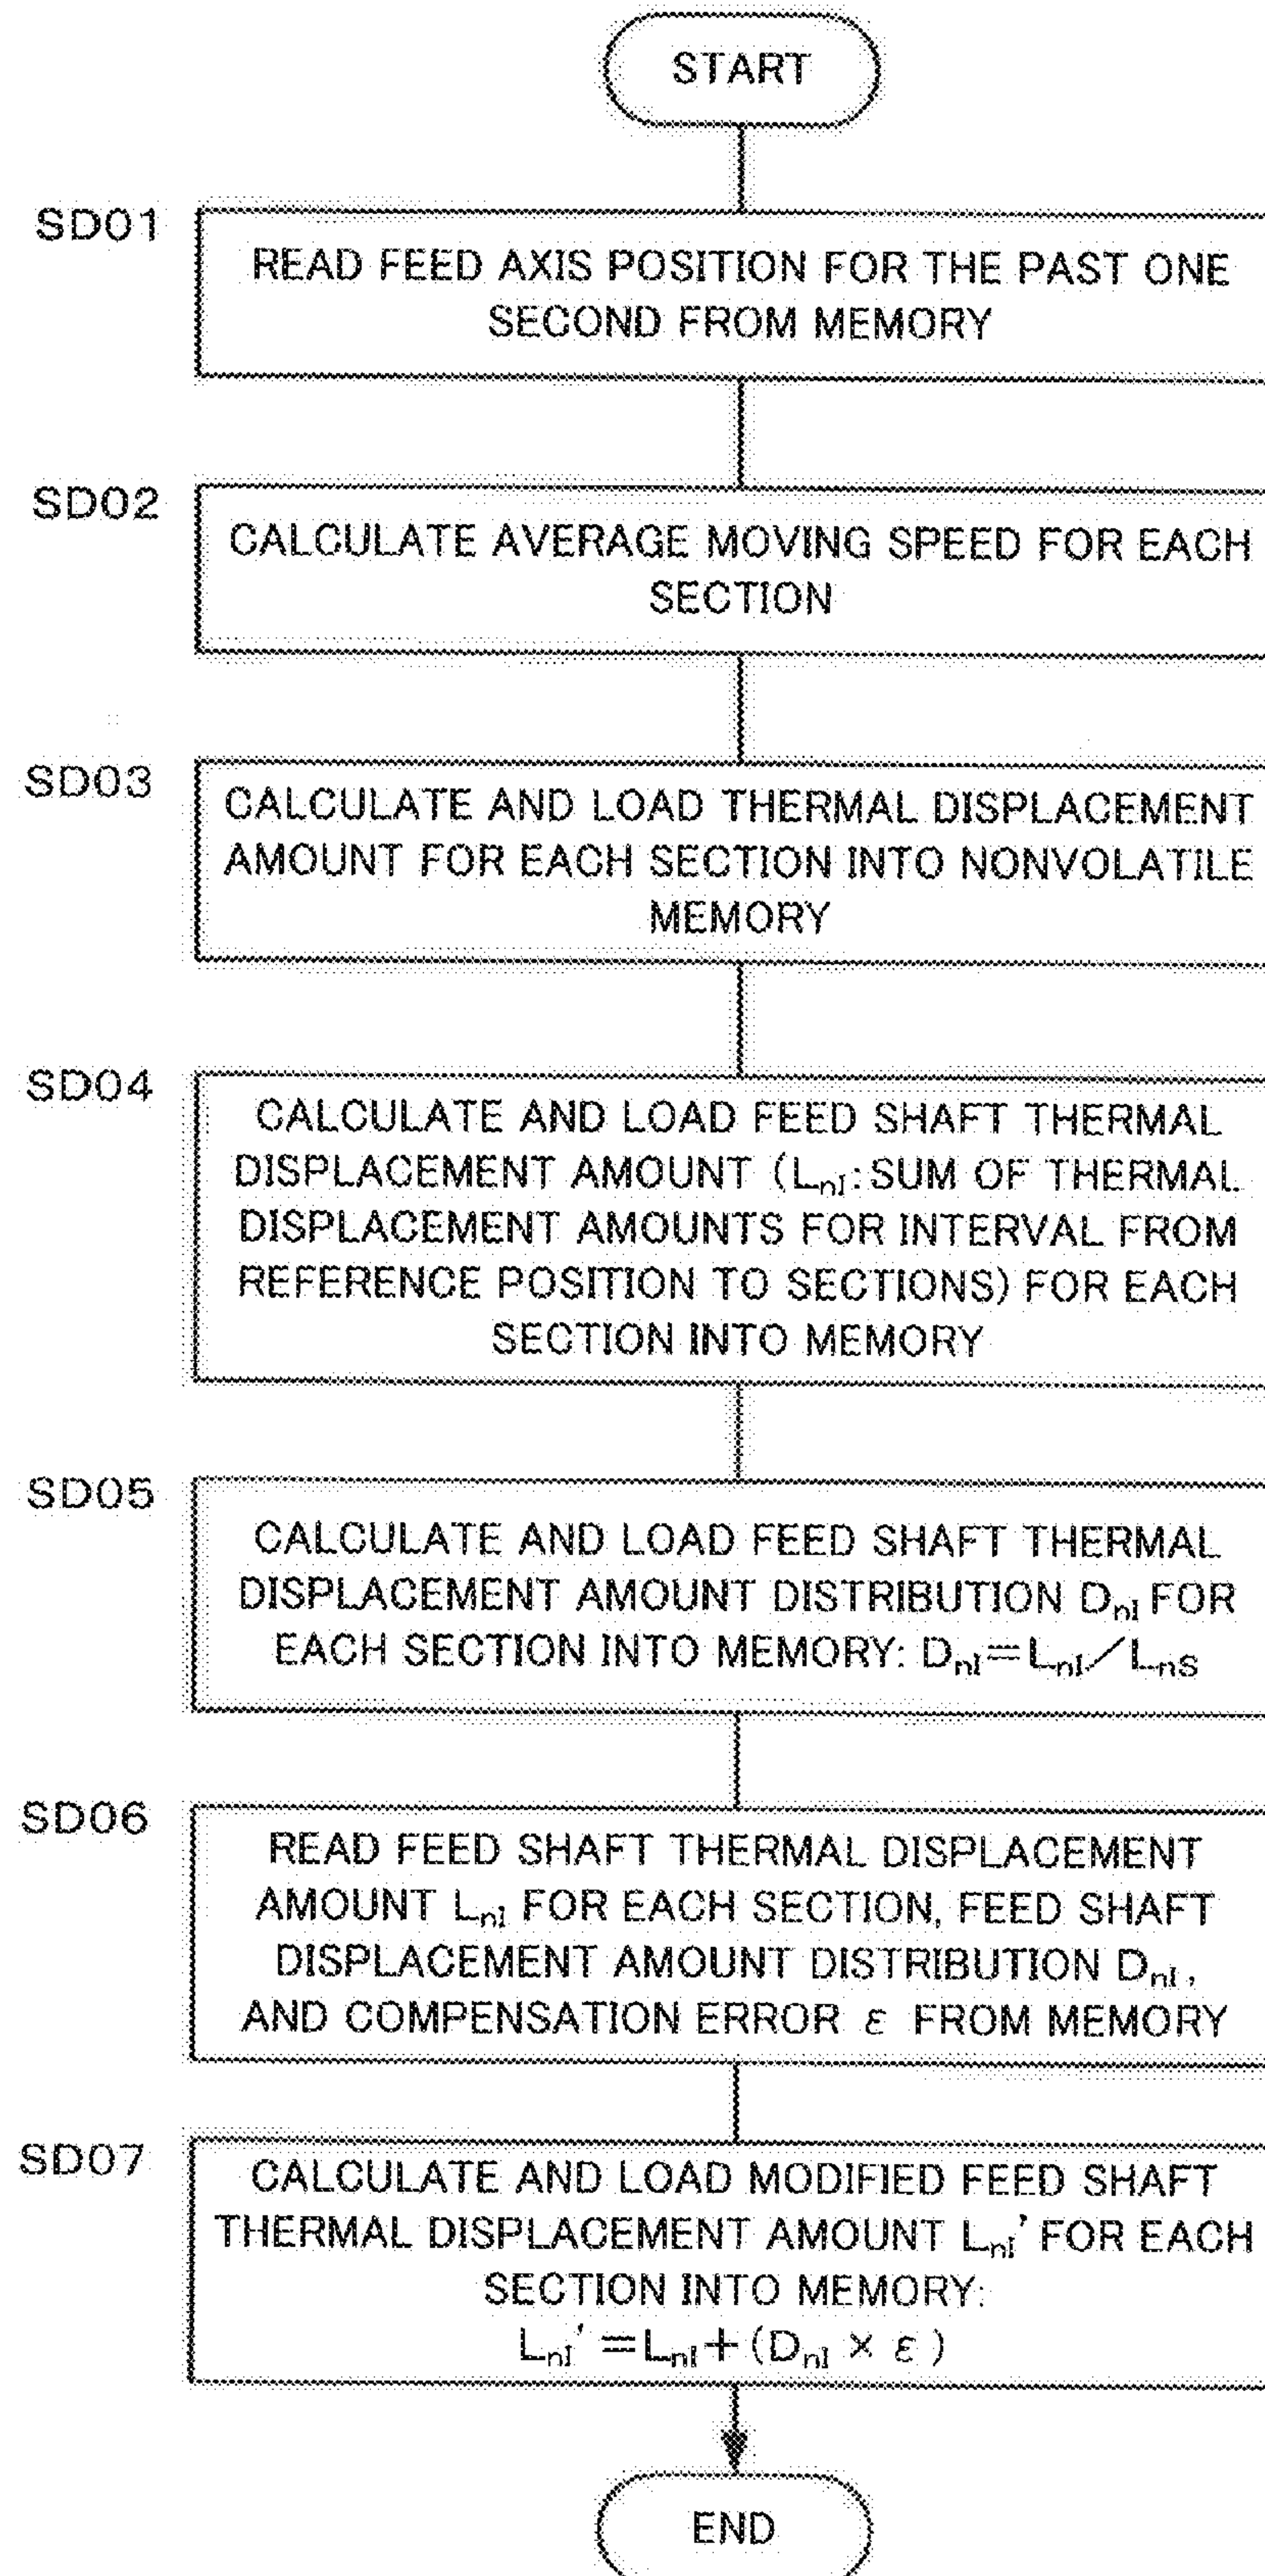 START
SD01
READ FEED AXIS POSITION FOR THE PAST ONE
SECOND FROM MEMORY
SD02
CALCULATE AVERAGE MOVING SPEED FOR EACH
SECTION
SD03
CALCULATE AND LOAD THERMAL DISPLACEMENT
AMOUNT FOR EACH SECTION INTO NONVOLATILE
MEMORY
SD04
CALCULATE AND LOAD FEED SHAFT THERMAL
DISPLACEMENT AMOUNT (LnI:SUM OF THERMAL
DISPLACEMENT AMOUNTS FOR INTERVAL FROM
REFERENCE POSITION TO SECTIONS) FOR EACH
SECTION INTO MEMORY
SD05
CALCULATE AND LOAD FEED SHAFT THERMAL
DISPLACEMENT AMOUNT DISTRIBUTION DnI FOR
EACH SECTION INTO MEMORY: DnI=LnI/LnS
SD06
READ FEED SHAFT THERMAL DISPLACEMENT
AMOUNT LnI FOR EACH SECTION, FEED SHAFT
DISPLACEMENT AMOUNT DISTRIBUTION DnI,
AND COMPENSATION ERROR ε FROM MEMORY
SD07
CALCULATE AND LOAD MODIFIED FEED SHAFT
THERMAL DISPLACEMENT AMOUNT LnI' FOR EACH
SECTION INTO MEMORY:
LnI'=LnI+(DnI × ε)
END